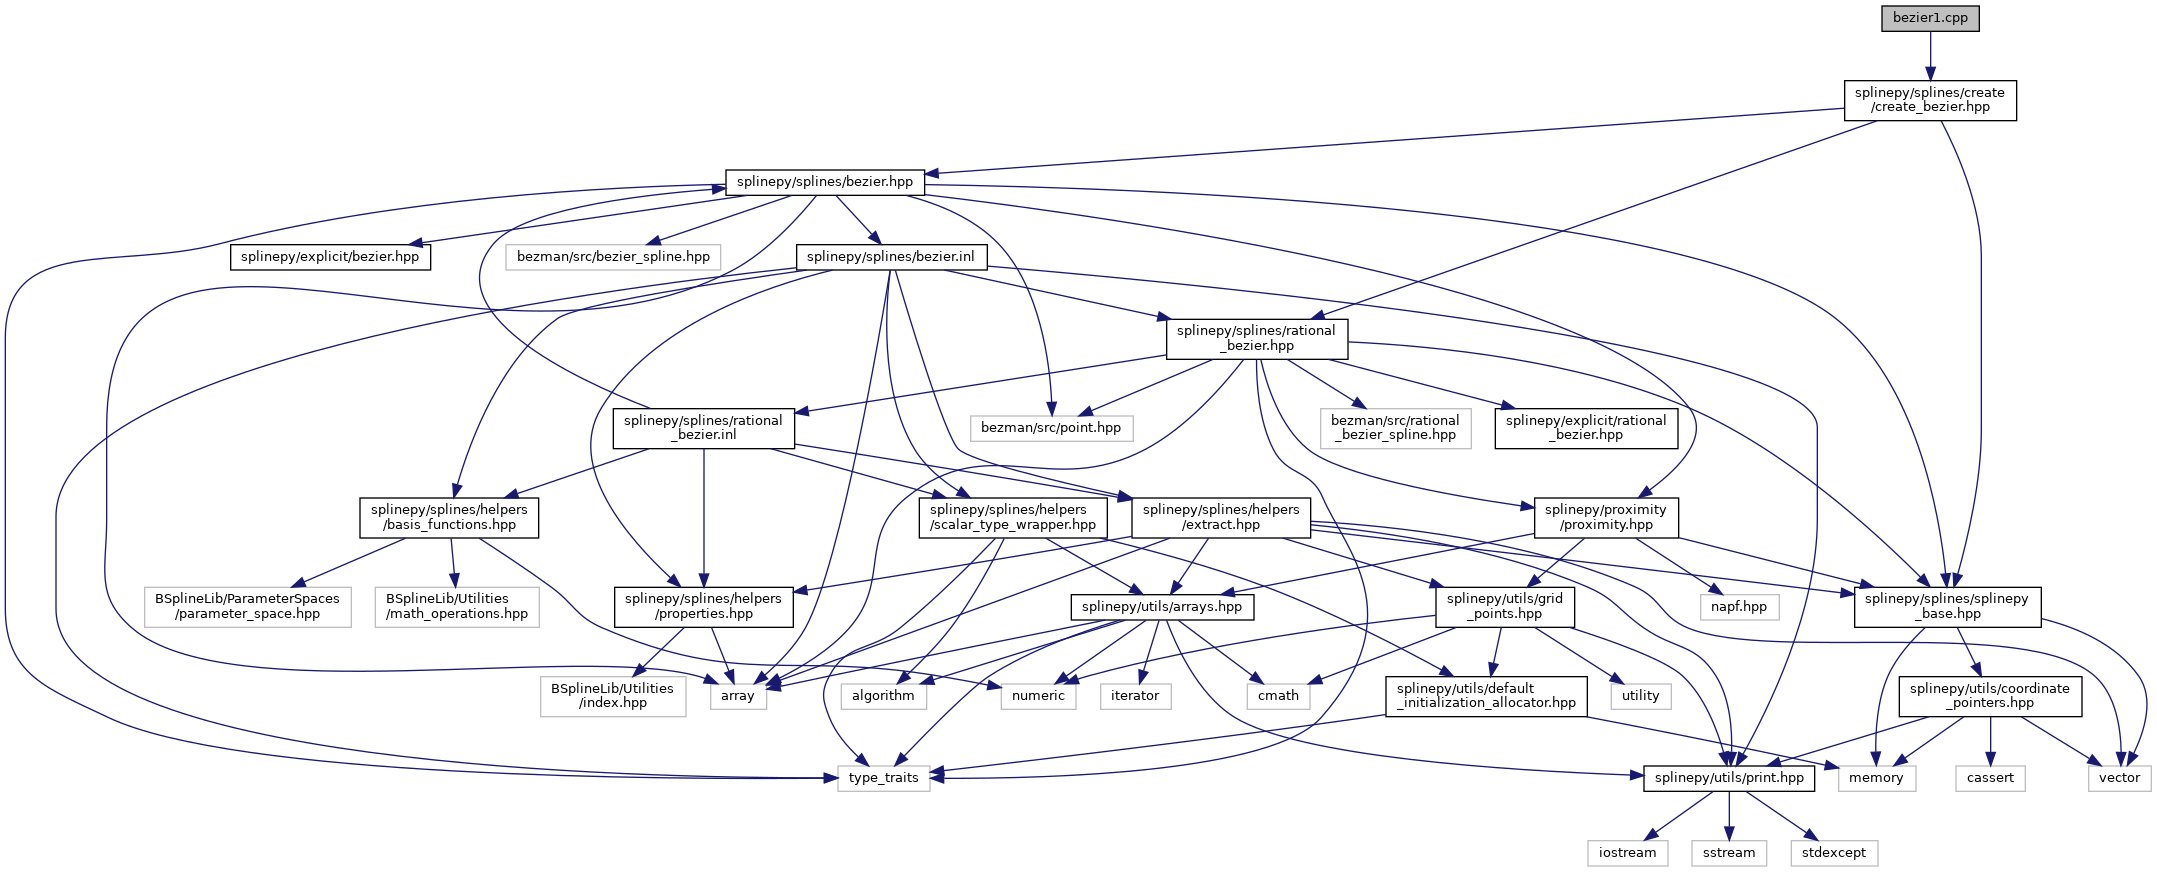 bezier1.cpp
splinepy/splines/create
/create_bezier.hpp
splinepy/splines/bezier.hpp
splinepy/explicit/bezier.hpp
bezman/src/bezier_spline.hpp
splinepy/splines/bezier.inl
splinepy/splines/rational
_bezier.hpp
splinepy/splines/rational
_bezier.inl
bezman/src/point.hpp
bezman/src/rational
_bezier_spline.hpp
splinepy/explicit/rational
_bezier.hpp
splinepy/splines/helpers
/basis_functions.hpp
splinepy/splines/helpers
/scalar_type_wrapper.hpp
splinepy/splines/helpers
/extract.hpp
splinepy/proximity
/proximity.hpp
BSplineLib/ParameterSpaces
/parameter_space.hpp
BSplineLib/Utilities
/math_operations.hpp
splinepy/splines/helpers
/properties.hpp
splinepy/utils/arrays.hpp
splinepy/utils/grid
_points.hpp
napf.hpp
splinepy/splines/splinepy
_base.hpp
BSplineLib/Utilities
/index.hpp
array
algorithm
numeric
iterator
cmath
splinepy/utils/default
_initialization_allocator.hpp
utility
splinepy/utils/coordinate
_pointers.hpp
type_traits
splinepy/utils/print.hpp
memory
cassert
vector
iostream
sstream
stdexcept